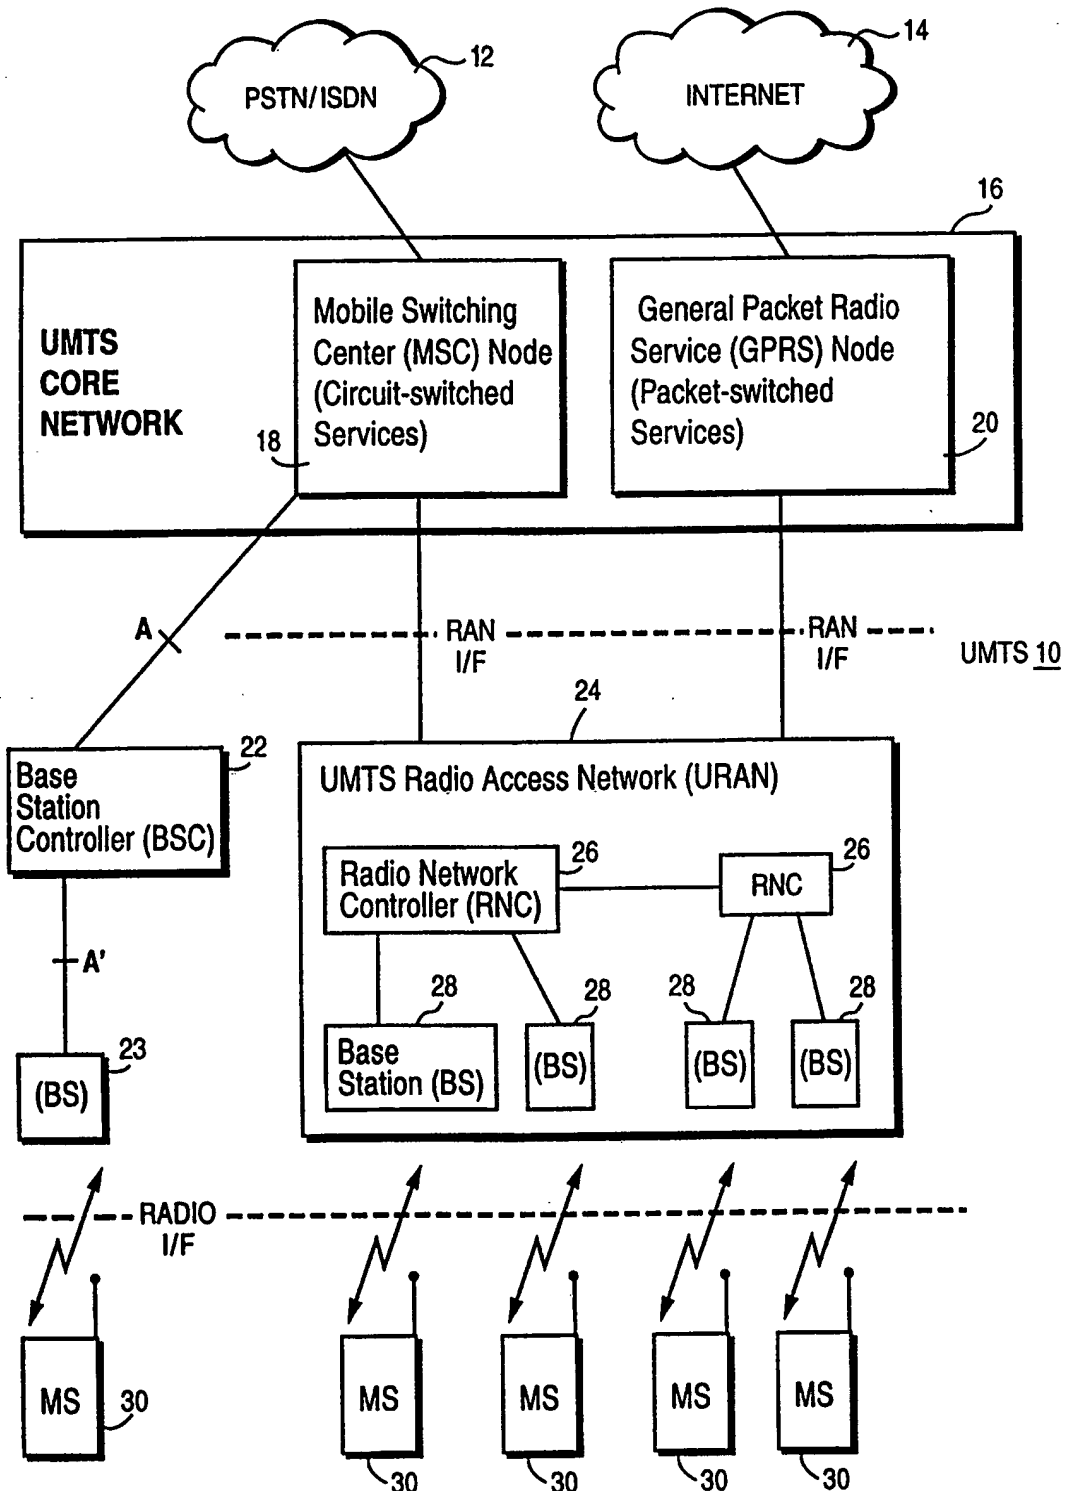 12
14
PSTN/ISDN
INTERNET
16
UMTS
CORE
NETWORK
Mobile Switching
Center (MSC) Node
(Circuit-switched
Services)
18
General Packet Radio
Service (GPRS) Node
(Packet-switched
Services)
20
A
RAN
I/F
RAN
I/F
UMTS 10
24
22
Base
Station
Controller (BSC)
UMTS Radio Access Network (URAN)
26
Radio Network
Controller (RNC)
26
RNC
A'
28
28
28
28
23
(BS)
Base
Station (BS)
(BS)
(BS)
(BS)
RADIO
I/F
MS
30
MS
30
MS
30
MS
30
MS
30